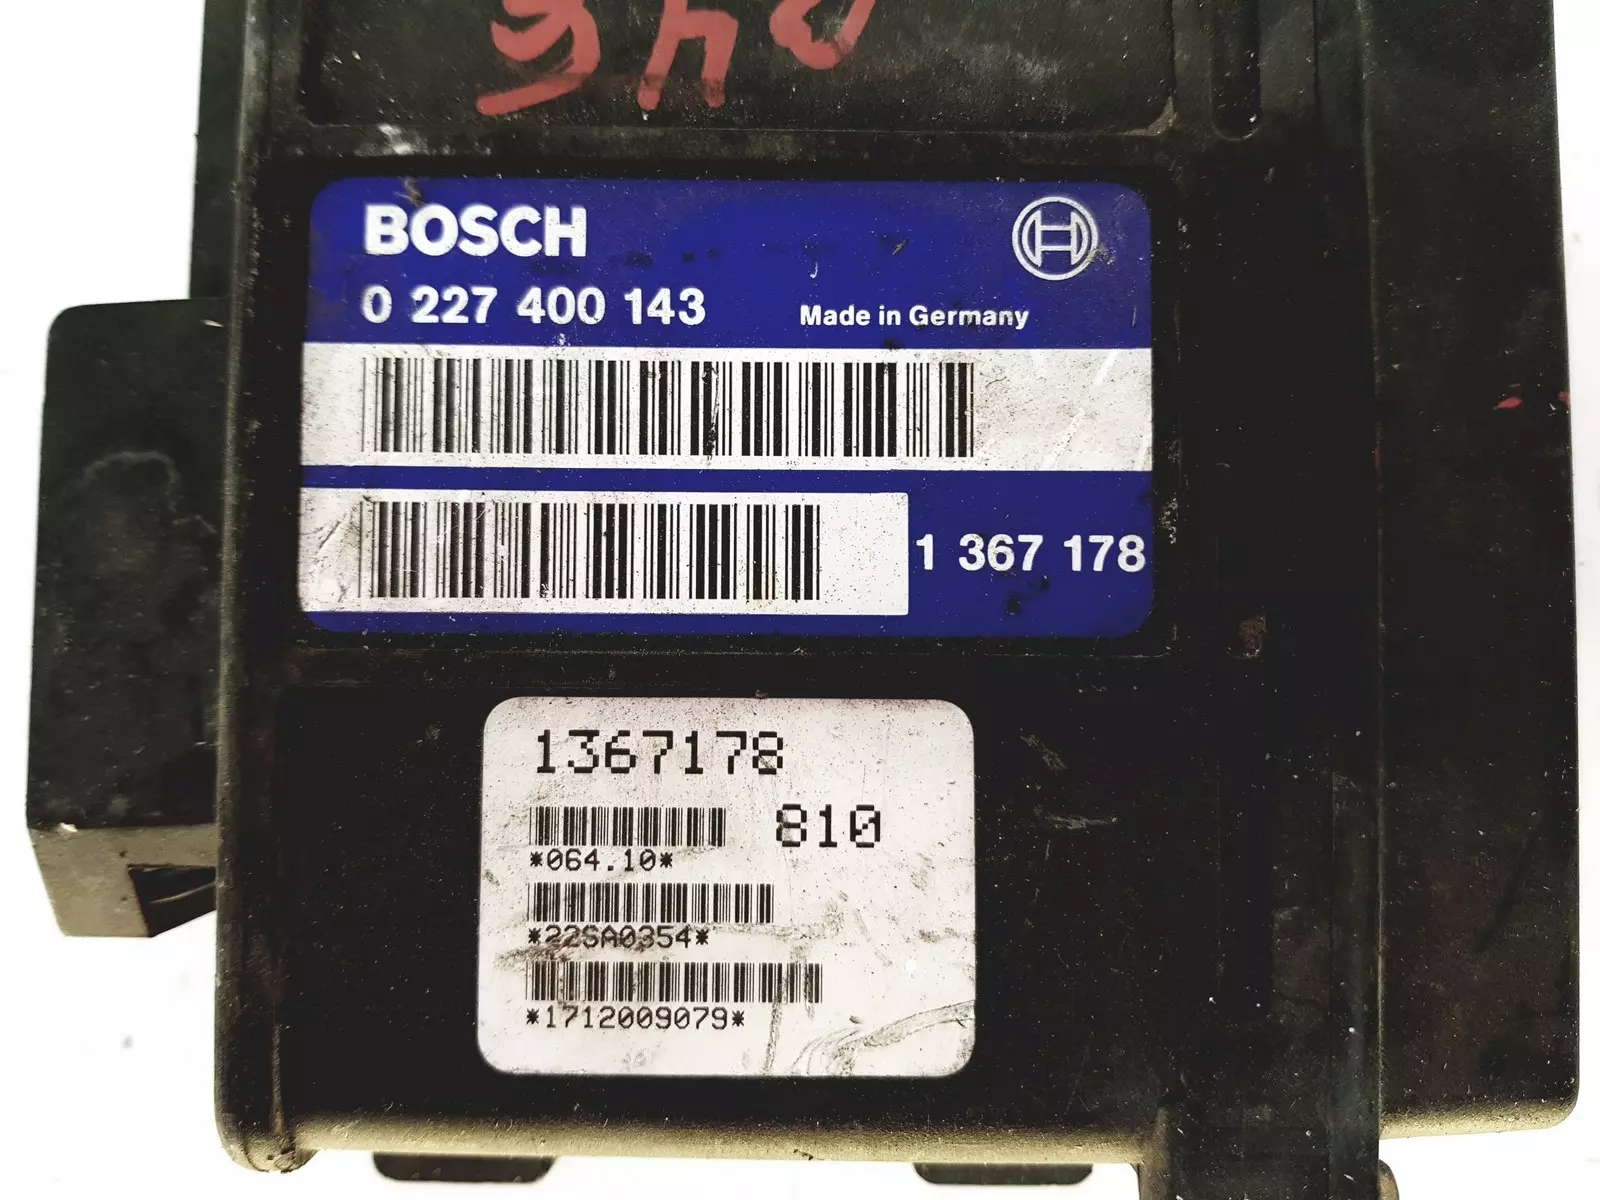 BOSCH
0 227 400 143
Made in Germany
1 367 178
1367178
810
*064.10*
*22SA0354*
*1712009079*